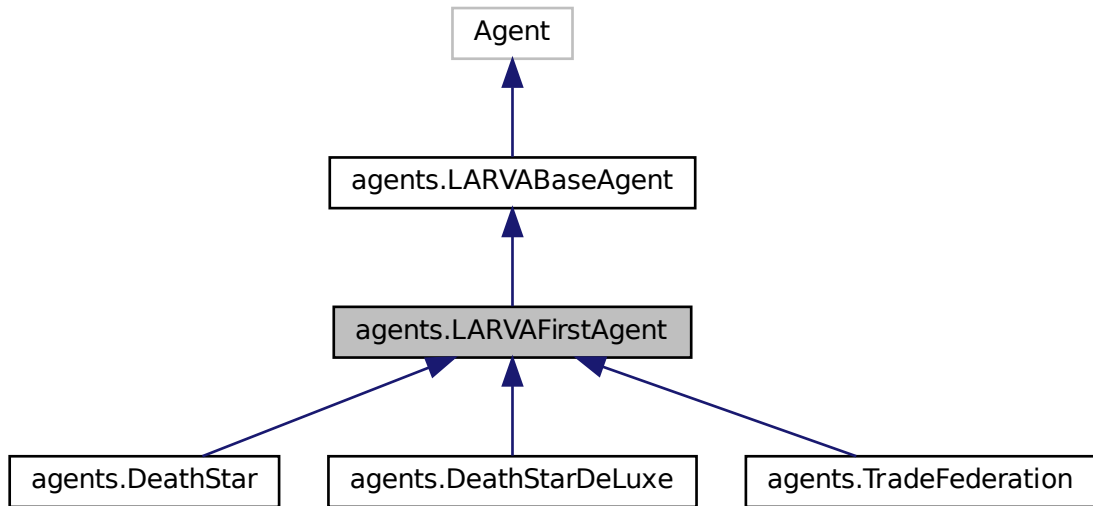 Agent
agents.LARVABaseAgent
agents.LARVAFirstAgent
agents.DeathStar
agents.DeathStarDeLuxe
agents.TradeFederation